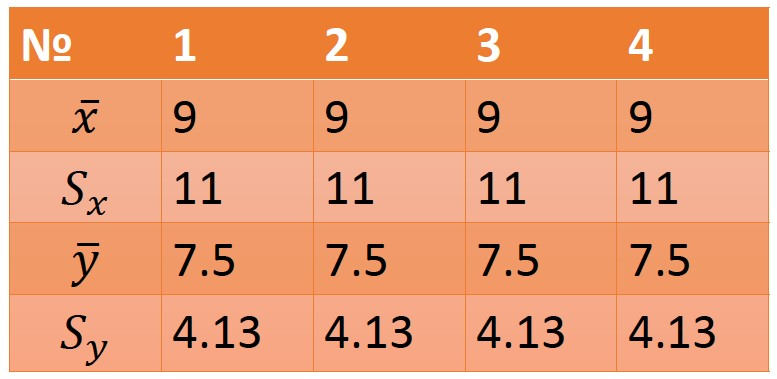 № 1 2 3 4
x̄ 9 9 9 9
Sₓ 11 11 11 11
ȳ 7.5 7.5 7.5 7.5
S_y 4.13 4.13 4.13 4.13